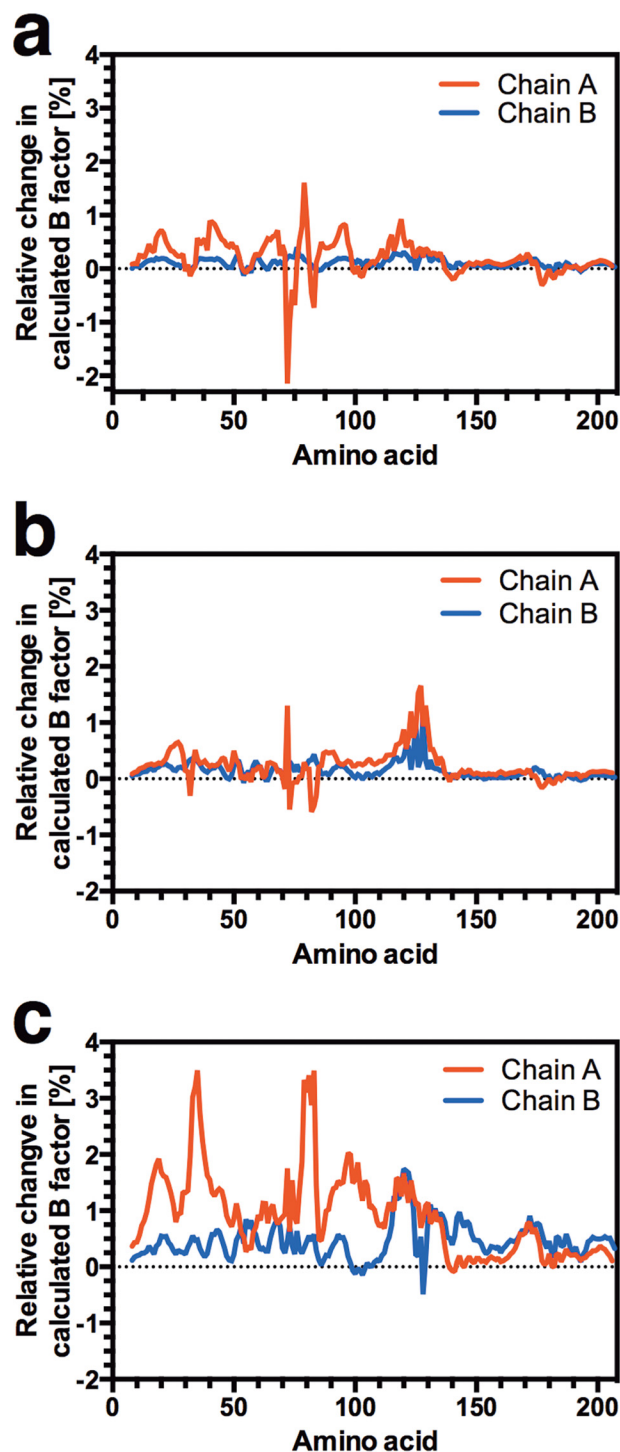 a
Relative change in
calculated B factor [%]
4
3
2
1
0
-1
-2
Chain A
Chain B
0 50 100 150 200
Amino acid
b
Relative change in
calculated B factor [%]
4
3
2
1
0
-1
-2
Chain A
Chain B
0 50 100 150 200
Amino acid
c
Relative changve in
calculated B factor [%]
4
3
2
1
0
-1
-2
Chain A
Chain B
0 50 100 150 200
Amino acid